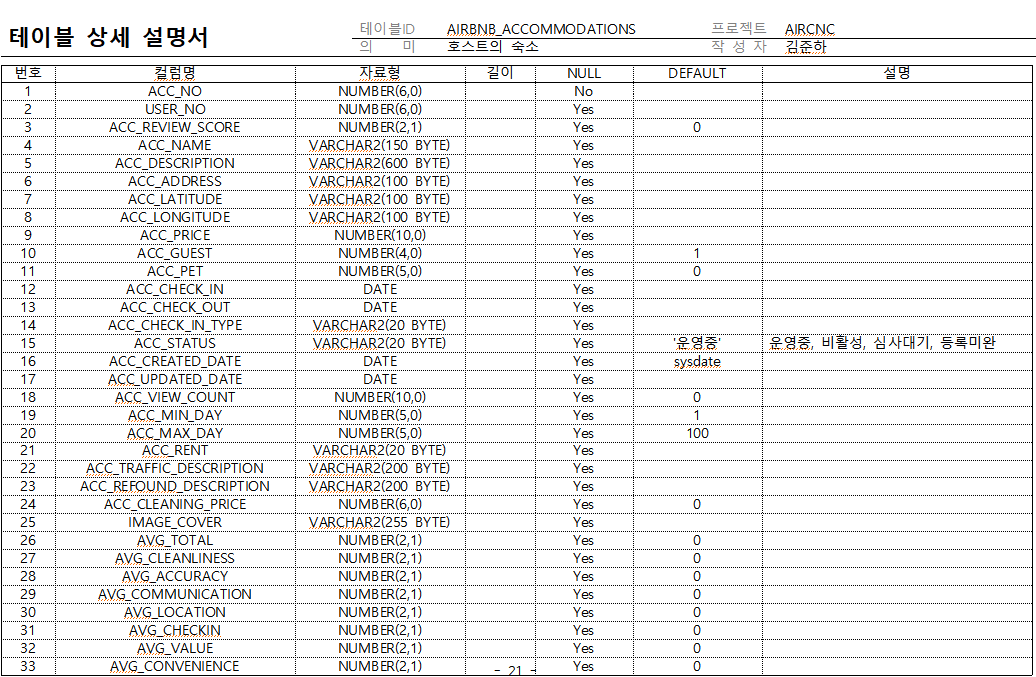 테이블 상세 설명서
테이블ID AIRBNB_ACCOMMODATIONS 프로젝트 AIRCNC
의 미 호스트의 숙소 작 성 자 김준하
번호 컬럼명 자료형 길이 NULL DEFAULT 설명
1 ACC_NO NUMBER(6,0) No
2 USER_NO NUMBER(6,0) Yes
3 ACC_REVIEW_SCORE NUMBER(2,1) Yes 0
4 ACC_NAME VARCHAR2(150 BYTE) Yes
5 ACC_DESCRIPTION VARCHAR2(600 BYTE) Yes
6 ACC_ADDRESS VARCHAR2(100 BYTE) Yes
7 ACC_LATITUDE VARCHAR2(100 BYTE) Yes
8 ACC_LONGITUDE VARCHAR2(100 BYTE) Yes
9 ACC_PRICE NUMBER(10,0) Yes
10 ACC_GUEST NUMBER(4,0) Yes 1
11 ACC_PET NUMBER(5,0) Yes 0
12 ACC_CHECK_IN DATE Yes
13 ACC_CHECK_OUT DATE Yes
14 ACC_CHECK_IN_TYPE VARCHAR2(20 BYTE) Yes
15 ACC_STATUS VARCHAR2(20 BYTE) Yes '운영중' 운영중, 비활성, 심사대기, 등록미완
16 ACC_CREATED_DATE DATE Yes sysdate
17 ACC_UPDATED_DATE DATE Yes
18 ACC_VIEW_COUNT NUMBER(10,0) Yes 0
19 ACC_MIN_DAY NUMBER(5,0) Yes 1
20 ACC_MAX_DAY NUMBER(5,0) Yes 100
21 ACC_RENT VARCHAR2(20 BYTE) Yes
22 ACC_TRAFFIC_DESCRIPTION VARCHAR2(200 BYTE) Yes
23 ACC_REFOUND_DESCRIPTION VARCHAR2(200 BYTE) Yes
24 ACC_CLEANING_PRICE NUMBER(6,0) Yes 0
25 IMAGE_COVER VARCHAR2(255 BYTE) Yes
26 AVG_TOTAL NUMBER(2,1) Yes 0
27 AVG_CLEANLINESS NUMBER(2,1) Yes 0
28 AVG_ACCURACY NUMBER(2,1) Yes 0
29 AVG_COMMUNICATION NUMBER(2,1) Yes 0
30 AVG_LOCATION NUMBER(2,1) Yes 0
31 AVG_CHECKIN NUMBER(2,1) Yes 0
32 AVG_VALUE NUMBER(2,1) Yes 0
33 AVG_CONVENIENCE NUMBER(2,1) Yes 0
- 21 -